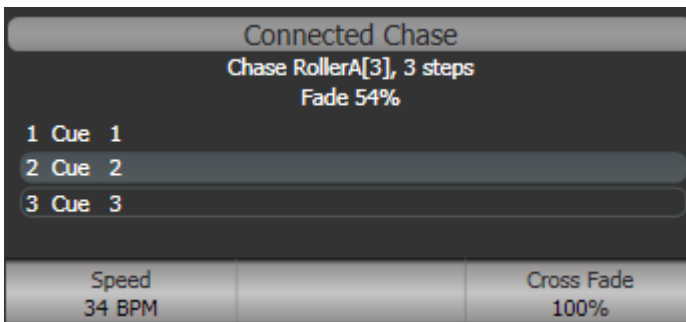 Connected Chase
Chase RollerA[3], 3 steps
Fade 54%
1 Cue 1
2 Cue 2
3 Cue 3
Speed
34 BPM
Cross Fade
100%